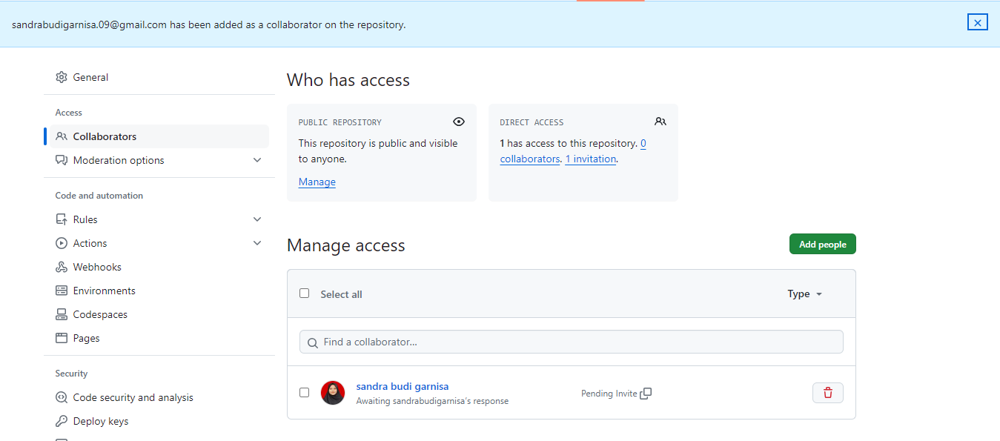 sandrabudigarnisa.09@gmail.com has been added as a collaborator on the repository.
General
Access
Collaborators
Moderation options
Code and automation
Rules
Actions
Webhooks
Environments
Codespaces
Pages
Security
Code security and analysis
Deploy keys
Who has access
PUBLIC REPOSITORY
This repository is public and visible
to anyone.
Manage
DIRECT ACCESS
1 has access to this repository. 0
collaborators. 1 invitation.
Manage access
Add people
Select all
Type
Find a collaborator...
sandra budi garnisa
Awaiting sandrabudigarnisa's response
Pending Invite